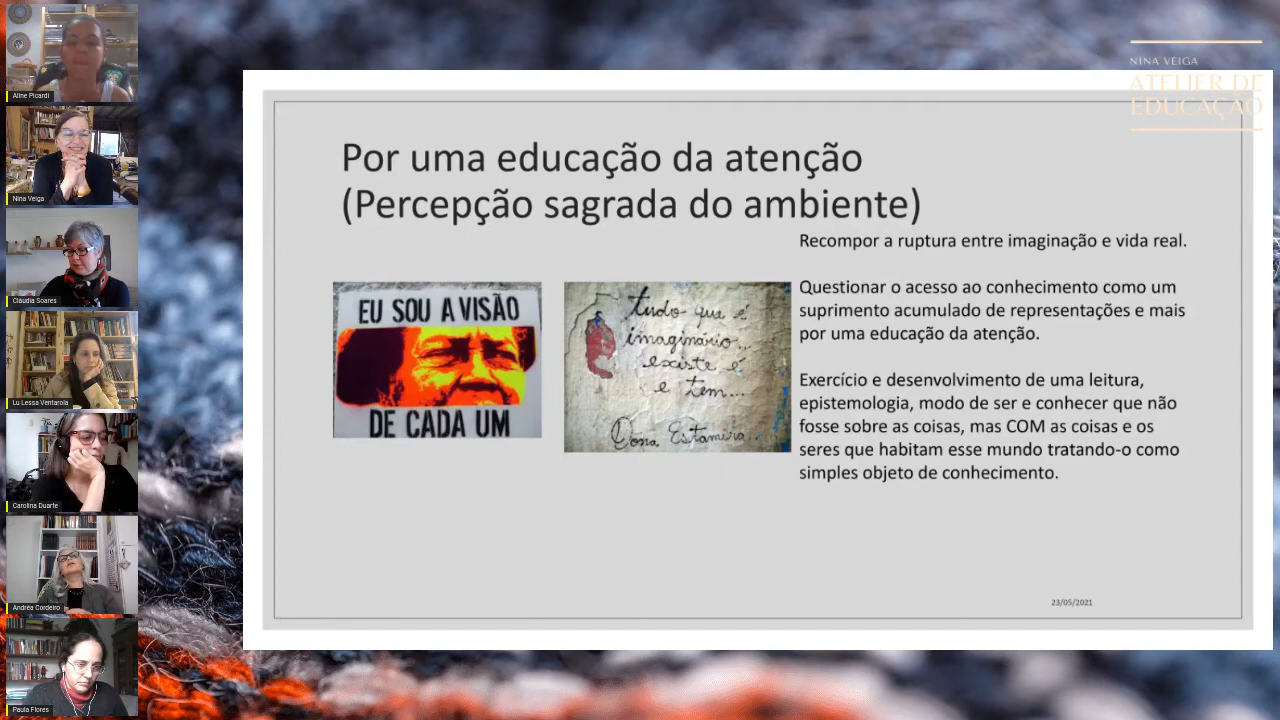 Aline Picardi
Nina Veiga
Cláudia Soares
Lu Lessa Ventarola
Carolina Duarte
Andréa Cordeiro
Paula Flores
NINA VEIGA
ATELIER DE
EDUCAÇÃO
Por uma educação da atenção
(Percepção sagrada do ambiente)
EU SOU A VISÃO
DE CADA UM
tudo que é
imaginário...
existe é
e tem...
Dona Estamira...
Recompor a ruptura entre imaginação e vida real.
Questionar o acesso ao conhecimento como um
suprimento acumulado de representações e mais
por uma educação da atenção.
Exercício e desenvolvimento de uma leitura,
epistemologia, modo de ser e conhecer que não
fosse sobre as coisas, mas COM as coisas e os
seres que habitam esse mundo tratando-o como
simples objeto de conhecimento.
23/05/2021